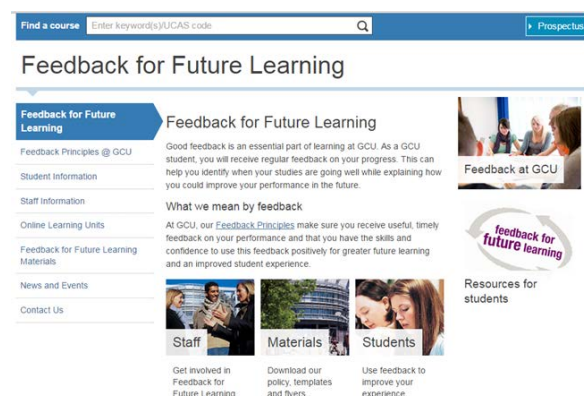 Find a course Enter keyword(s)/UCAS code Prospectus
Feedback for Future Learning
Feedback for Future
Learning
Feedback Principles @ GCU
Student Information
Staff Information
Online Learning Units
Feedback for Future Learning
Materials
News and Events
Contact Us
Feedback for Future Learning
Good feedback is an essential part of learning at GCU. As a GCU
student, you will receive regular feedback on your progress. This can
help you identify when your studies are going well while explaining how
you could improve your performance in the future.
What we mean by feedback
At GCU, our Feedback Principles make sure you receive useful, timely
feedback on your performance and that you have the skills and
confidence to use this feedback positively for greater future learning
and an improved student experience.
Staff
Get involved in
Feedback for
Future Learning
Materials
Download our
policy, templates
and flyers
Students
Use feedback to
improve your
experience
Feedback at GCU
feedback for
future learning
Resources for
students